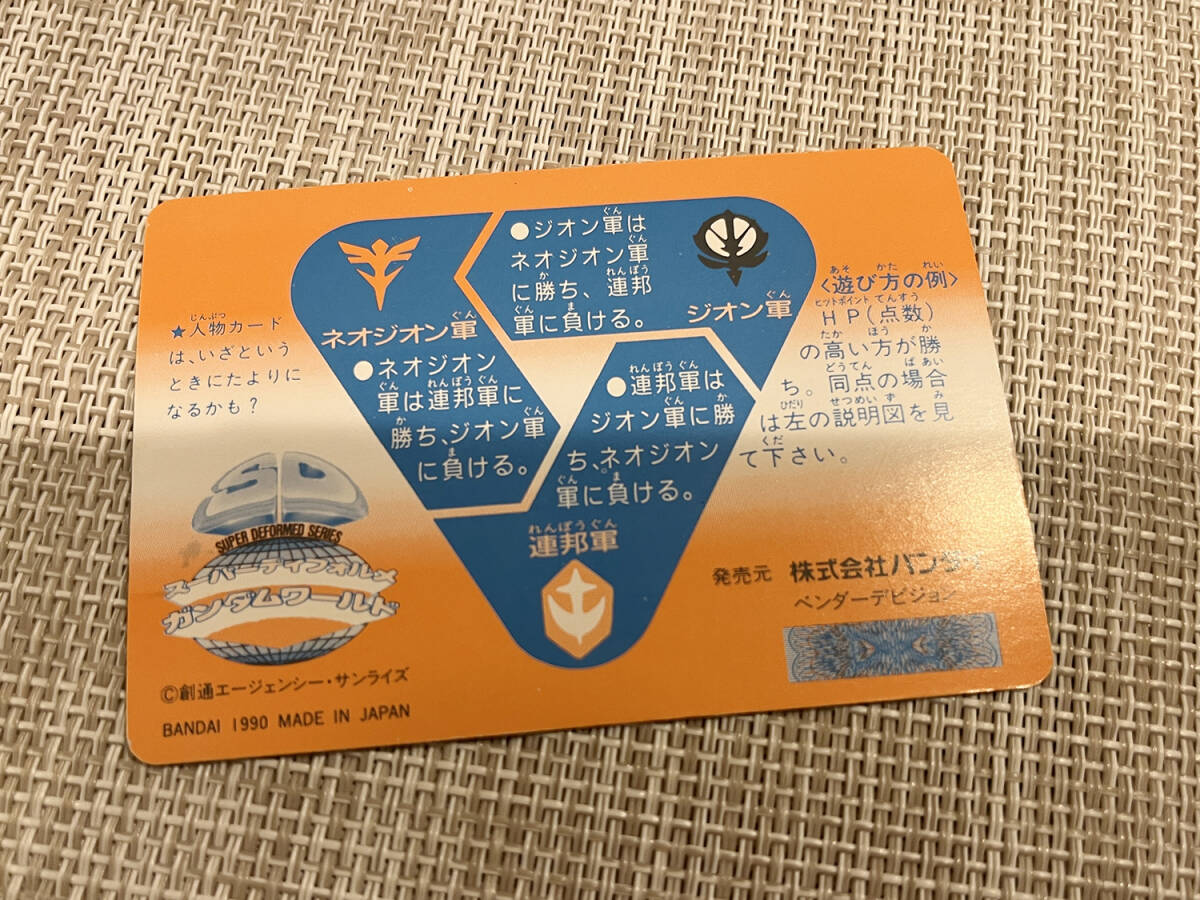 ネオジオン軍
●ジオン軍は
ネオジオン軍
に勝ち、連邦
軍に負ける。
ジオン軍
●ネオジオン
軍は連邦軍に
勝ち、ジオン軍
に負ける。
●連邦軍は
ジオン軍に勝
ち、ネオジオン
軍に負ける。
連邦軍
<遊び方の例>
HP(点数)
の高い方が勝
ち。同点の場合
は左の説明図を見
て下さい。
★人物カード
は、いざという
ときにたよりに
なるかも?
SD
SUPER DEFORMED SERIES
スーパーディフォルメ
ガンダムワールド
©創通エージェンシー・サンライズ
BANDAI 1990 MADE IN JAPAN
発売元 株式会社バンダイ
ベンダーデビジョン